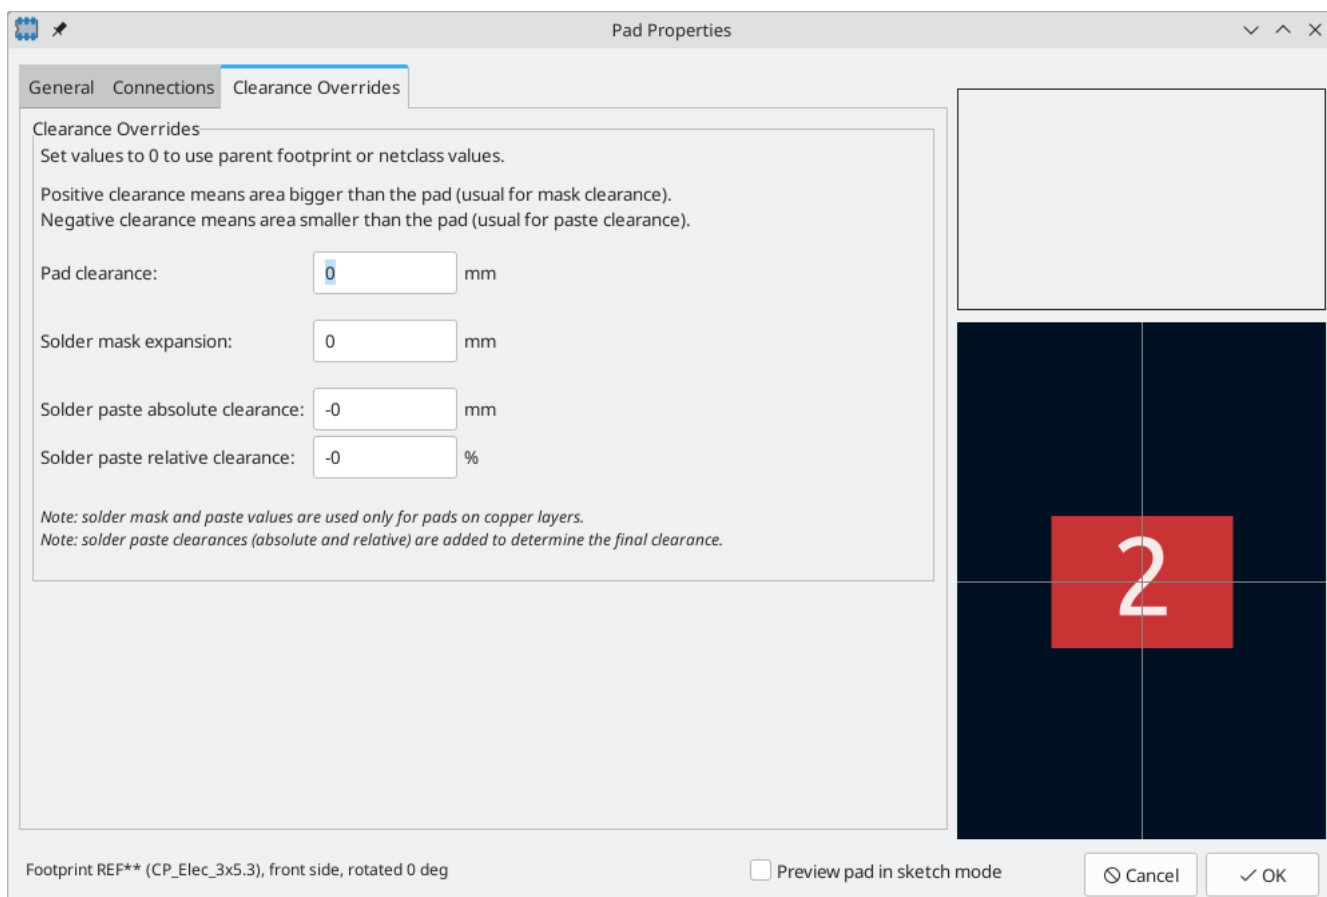 Pad Properties
General Connections Clearance Overrides
Clearance Overrides
Set values to 0 to use parent footprint or netclass values.
Positive clearance means area bigger than the pad (usual for mask clearance).
Negative clearance means area smaller than the pad (usual for paste clearance).
Pad clearance: 0 mm
Solder mask expansion: 0 mm
Solder paste absolute clearance: -0 mm
Solder paste relative clearance: -0 %
Note: solder mask and paste values are used only for pads on copper layers.
Note: solder paste clearances (absolute and relative) are added to determine the final clearance.
2
Footprint REF** (CP_Elec_3x5.3), front side, rotated 0 deg
Preview pad in sketch mode
Cancel
OK